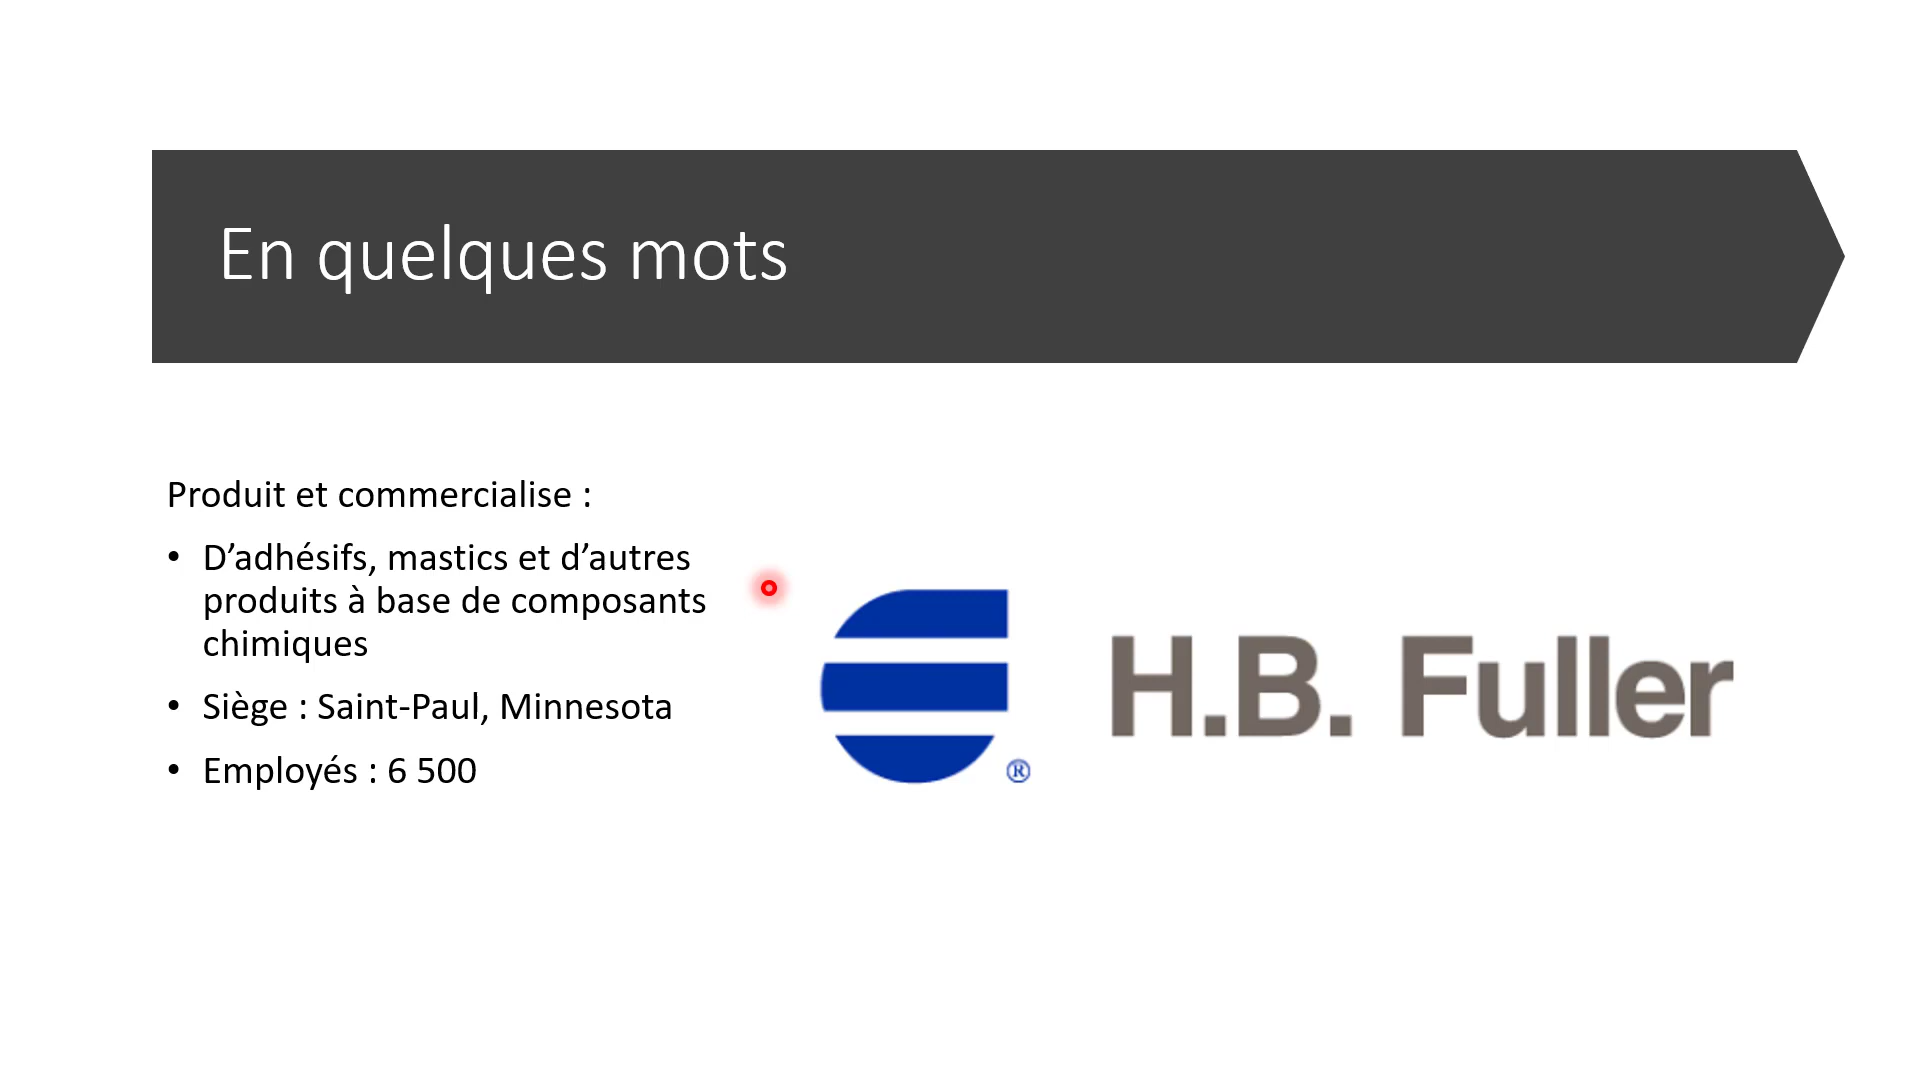 En quelques mots
Produit et commercialise :
• D’adhésifs, mastics et d’autres
produits à base de composants
chimiques
• Siège : Saint-Paul, Minnesota
• Employés : 6 500
®
H.B. Fuller